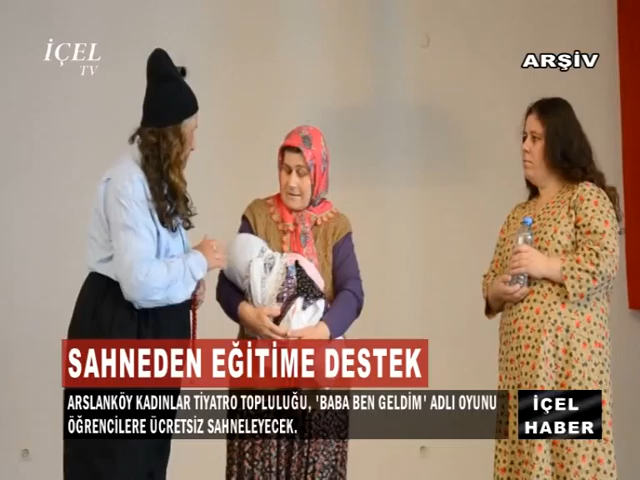 İÇEL
TV
ARŞİV
SAHNEDEN EĞİTİME DESTEK
ARSLANKÖY KADINLAR TİYATRO TOPLULUĞU, 'BABA BEN GELDİM' ADLI OYUNU
ÖĞRENCİLERE ÜCRETSİZ SAHNELEYECEK.
İÇEL
HABER